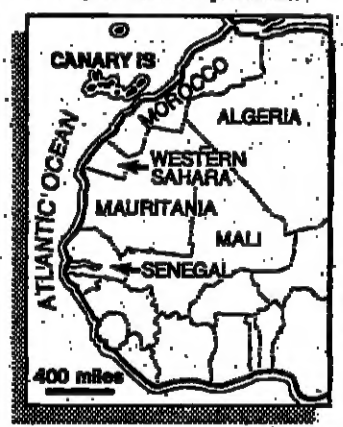 CANARY IS
MOROCCO
ALGERIA
ATLANTIC OCEAN
WESTERN
SAHARA
MAURITANIA
MALI
SENEGAL
400 miles